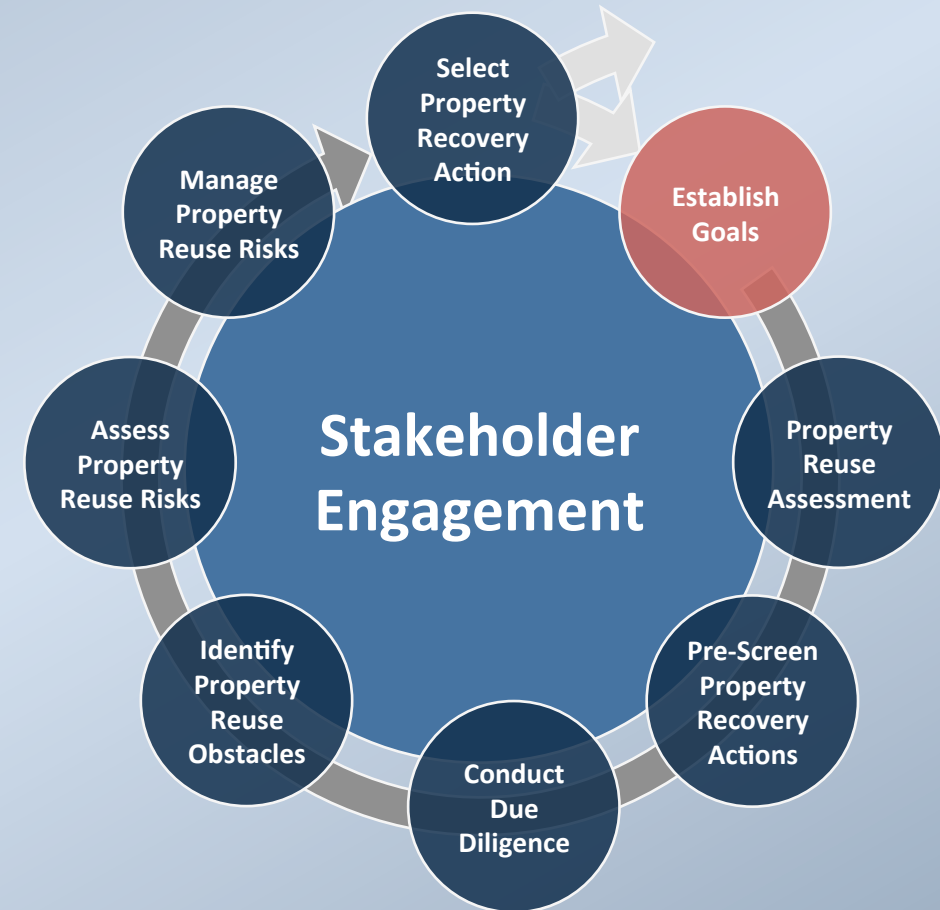 Select
Property
Recovery
Action
Establish
Goals
Property
Reuse
Assessment
Pre-Screen
Property
Recovery
Actions
Conduct
Due
Diligence
Identify
Property
Reuse
Obstacles
Assess
Property
Reuse Risks
Manage
Property
Reuse Risks
Stakeholder
Engagement